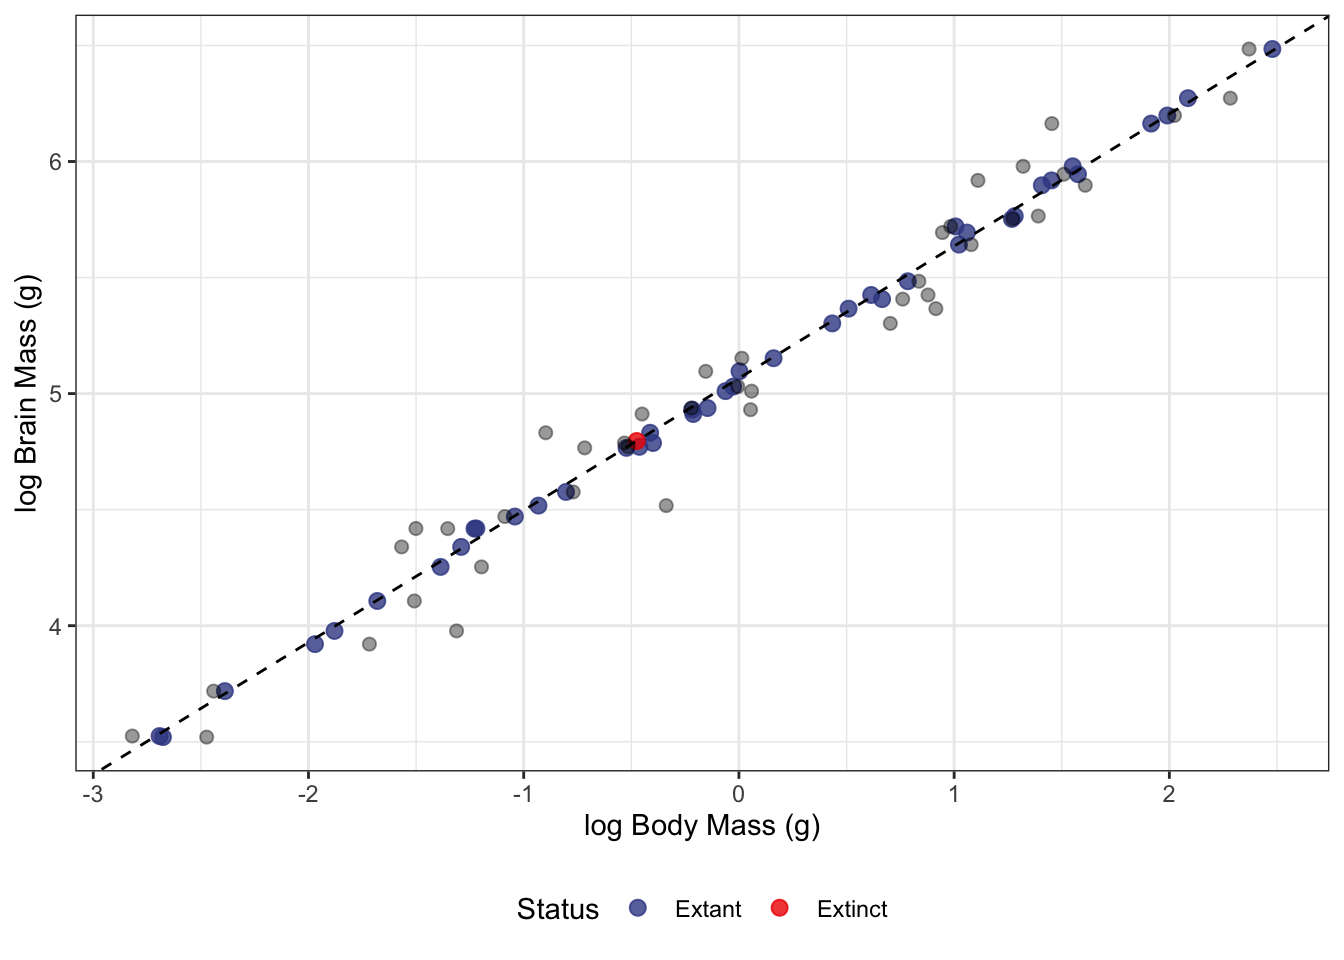 log Brain Mass (g)
6
5
4
-3 -2 -1 0 1 2
log Body Mass (g)
Status Extant Extinct